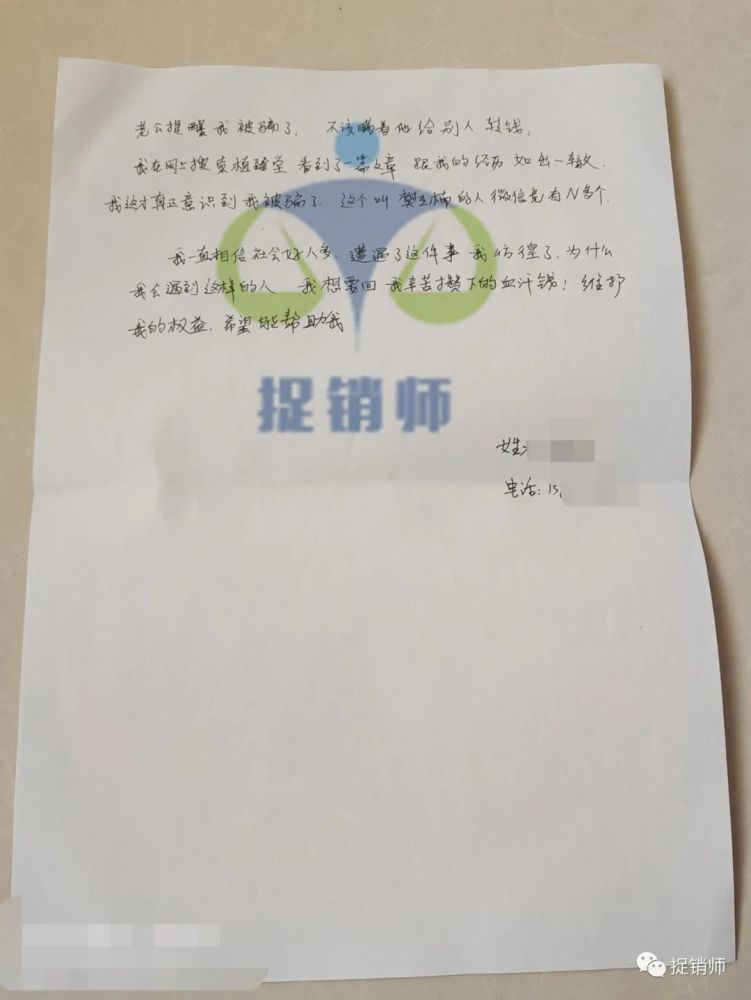 老公提醒我被骗了, 不该瞒着他给别人转钱,
我在网上搜索植臻堂 看到了一篇文章 跟我的经历如出一辙.
我这才真正意识到我被骗了. 这个叫樊 楠的人微信竟有N多个.
我一直相信社会好人多, 遭遇了这件事 我彷徨了. 为什么
我会遇到这样的人 我想要回我辛苦攒下的血汗钱! 维护
我的权益. 希望能帮助我
捉销师
姓:
电话: 15,
捉销师